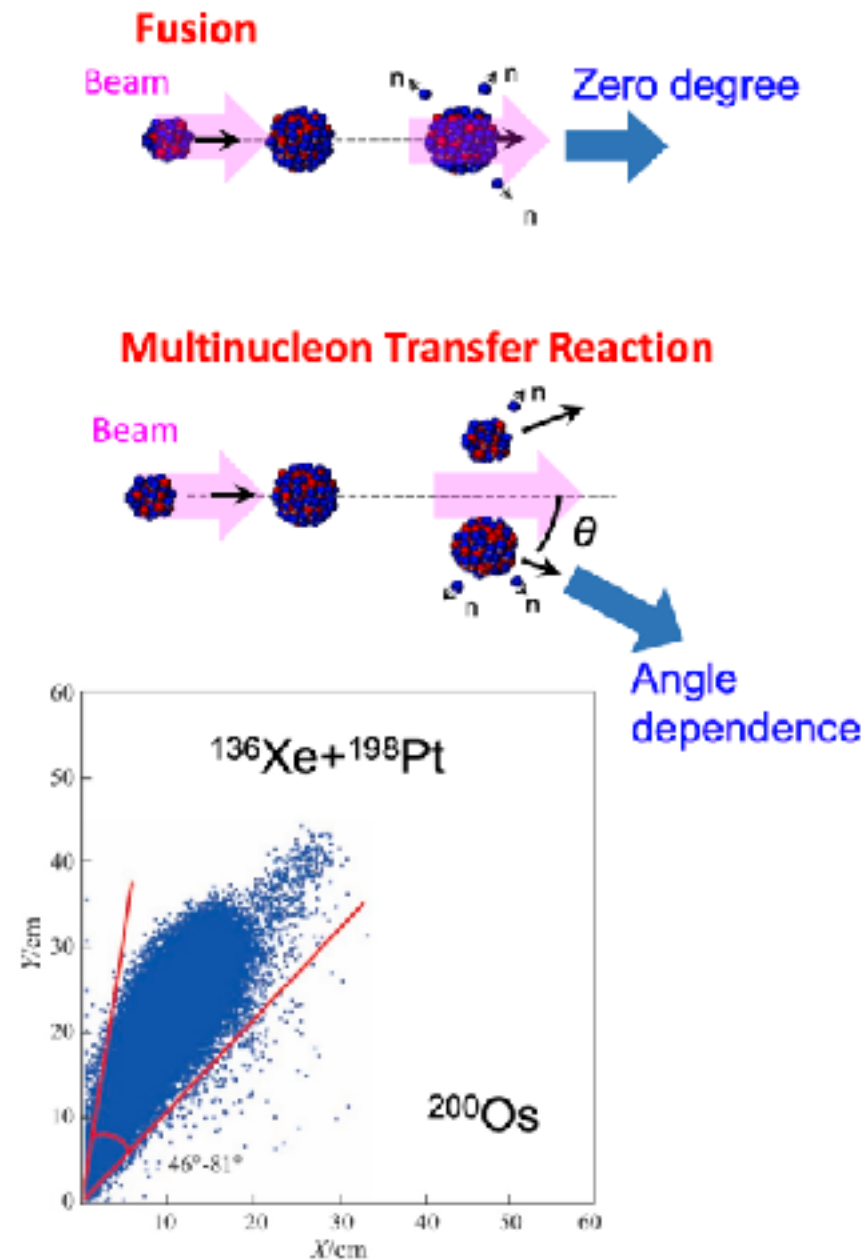 Fusion
Beam
n
n
Zero degree
n
Multinucleon Transfer Reaction
Beam
n
θ
n
n
Angle
dependence
60
¹³⁶Xe+¹⁹⁸Pt
50
40
Y/cm
30
20
10
²⁰⁰Os
46°-81°
0
10
20
30
40
50
60
X/cm